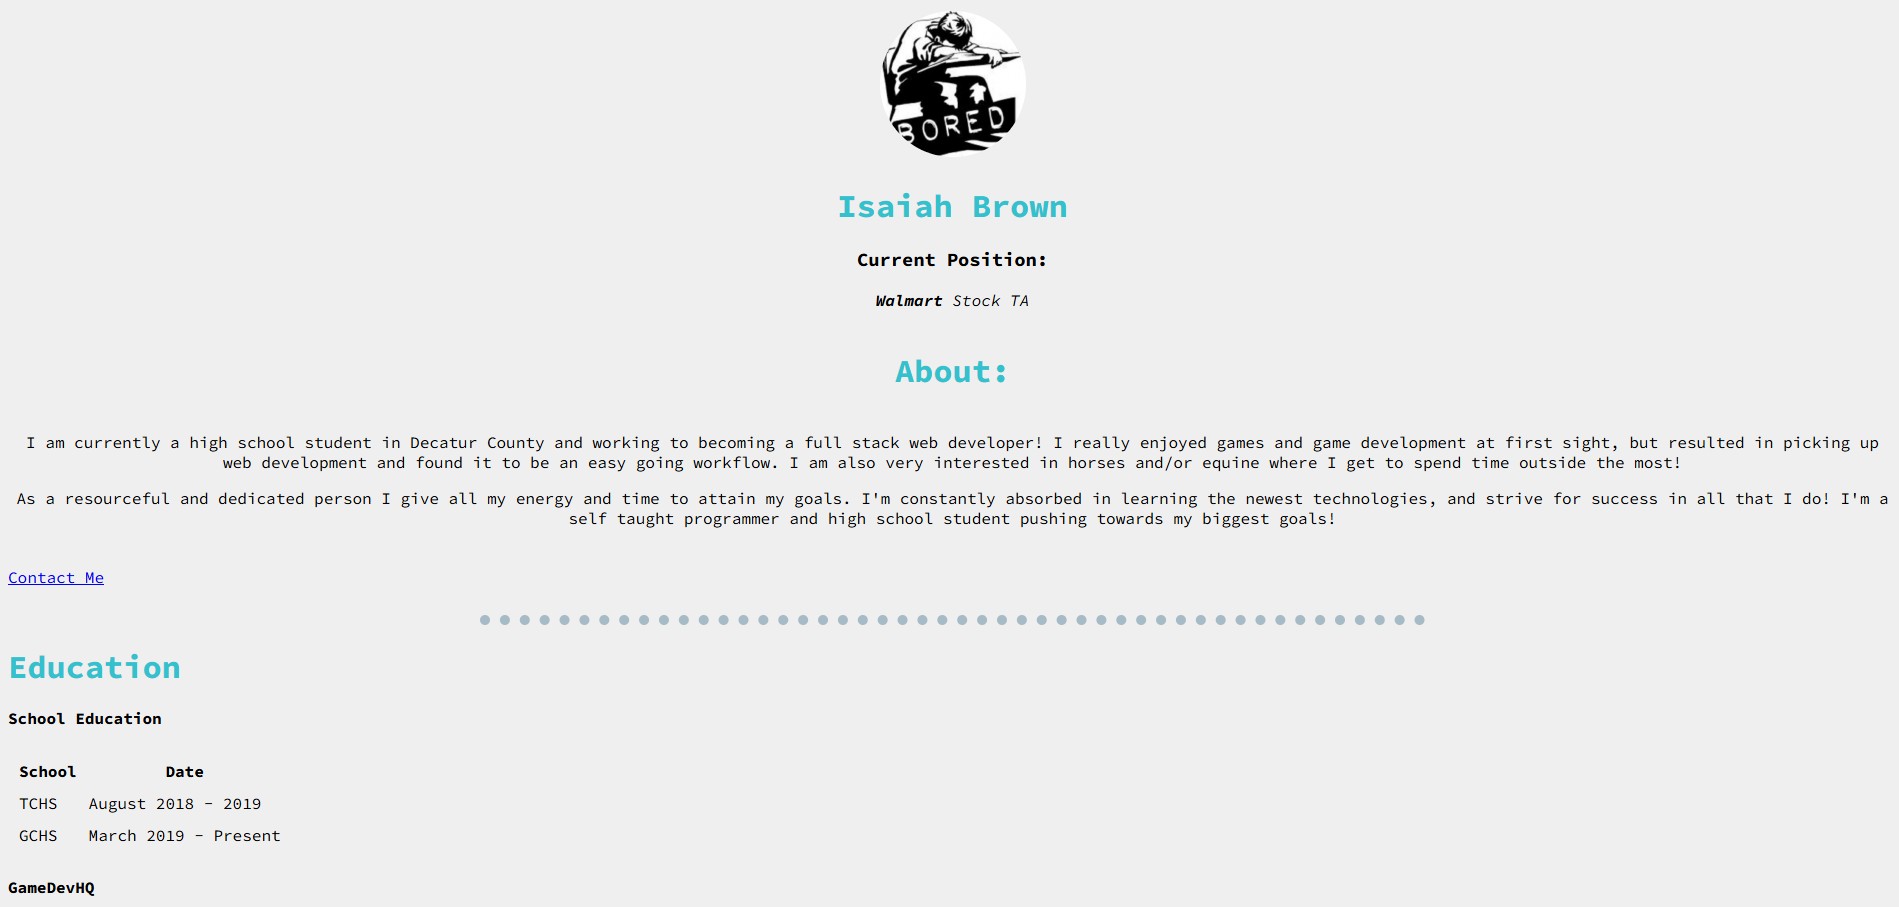 BORED
Isaiah Brown
Current Position:
Walmart Stock TA
About:
I am currently a high school student in Decatur County and working to becoming a full stack web developer! I really enjoyed games and game development at first sight, but resulted in picking up
web development and found it to be an easy going workflow. I am also very interested in horses and/or equine where I get to spend time outside the most!
As a resourceful and dedicated person I give all my energy and time to attain my goals. I'm constantly absorbed in learning the newest technologies, and strive for success in all that I do! I'm a
self taught programmer and high school student pushing towards my biggest goals!
Contact Me
Education
School Education
School Date
TCHS August 2018 - 2019
GCHS March 2019 - Present
GameDevHQ